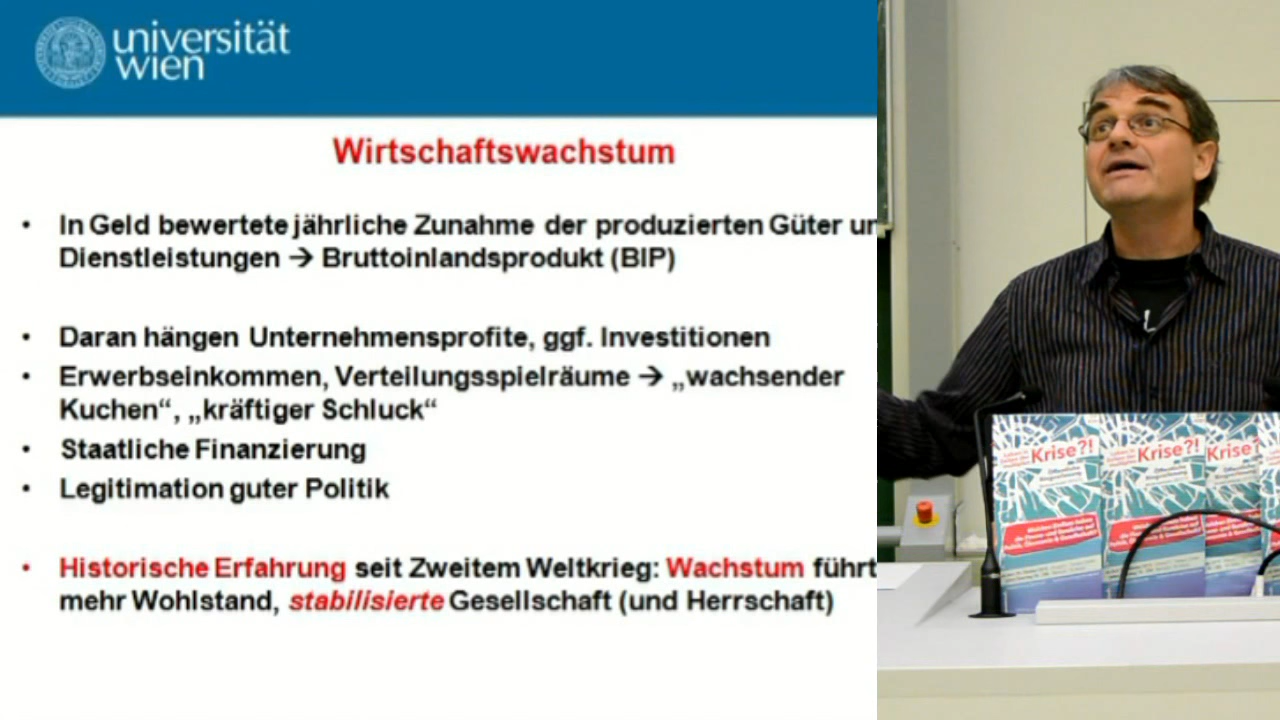 universität
wien
Wirtschaftswachstum
• In Geld bewertete jährliche Zunahme der produzierten Güter un
Dienstleistungen → Bruttoinlandsprodukt (BIP)
• Daran hängen Unternehmensprofite, ggf. Investitionen
• Erwerbseinkommen, Verteilungsspielräume → „wachsender
Kuchen“, „kräftiger Schluck“
• Staatliche Finanzierung
• Legitimation guter Politik
• Historische Erfahrung seit Zweitem Weltkrieg: Wachstum führt
mehr Wohlstand, stabilisierte Gesellschaft (und Herrschaft)
Krise?!
Krise?!
Krise?